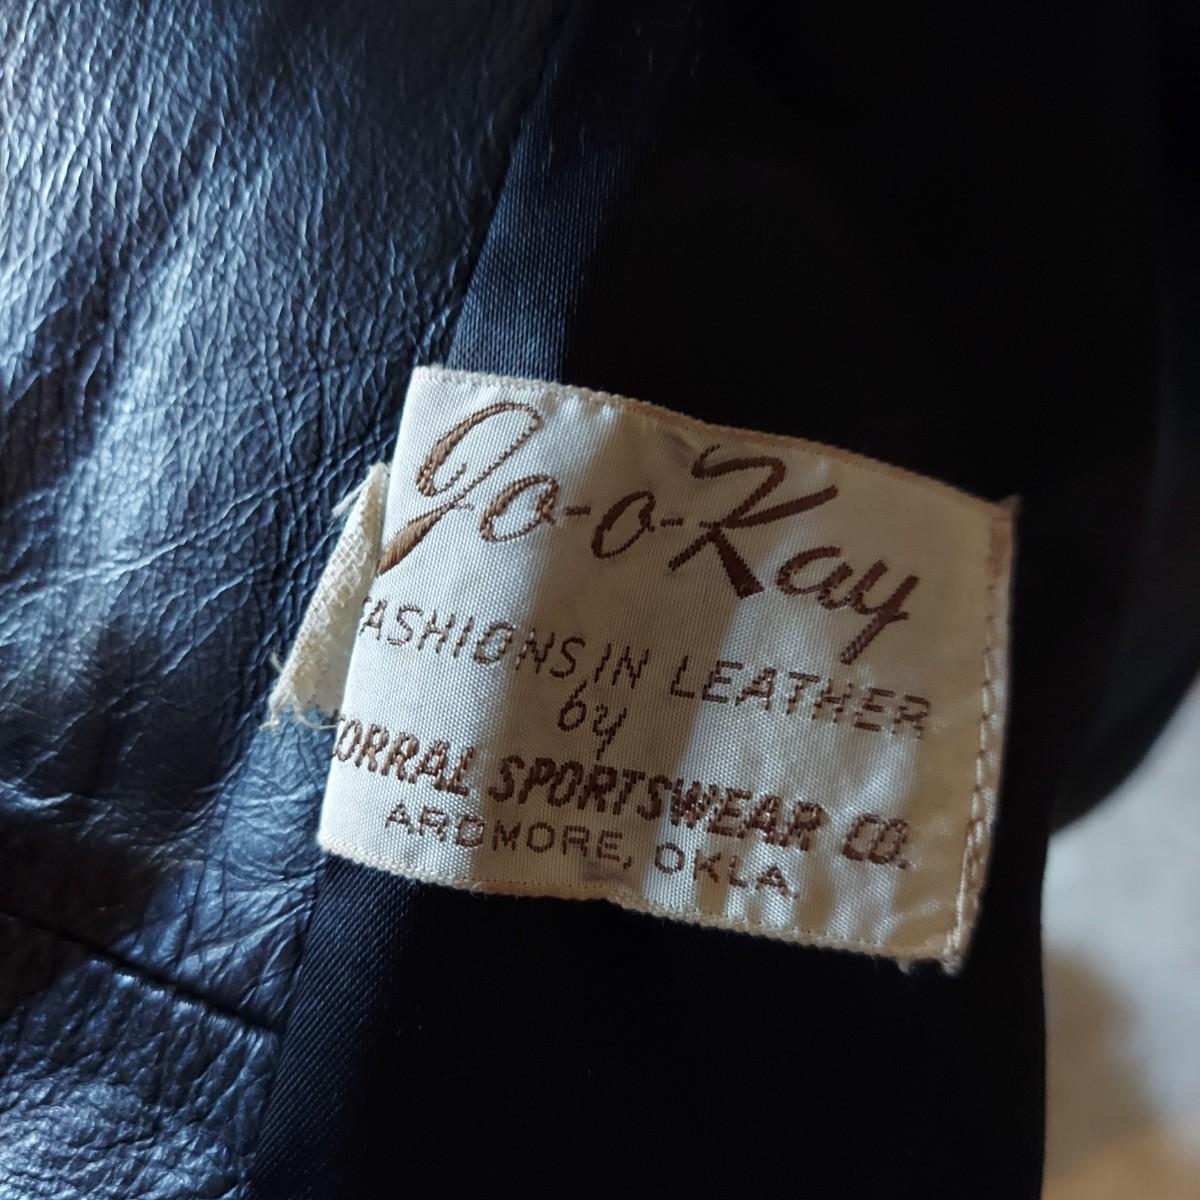 Jo-o-Kay
FASHIONS IN LEATHER
by
CORRAL SPORTSWEAR CO.
ARDMORE, OKLA.